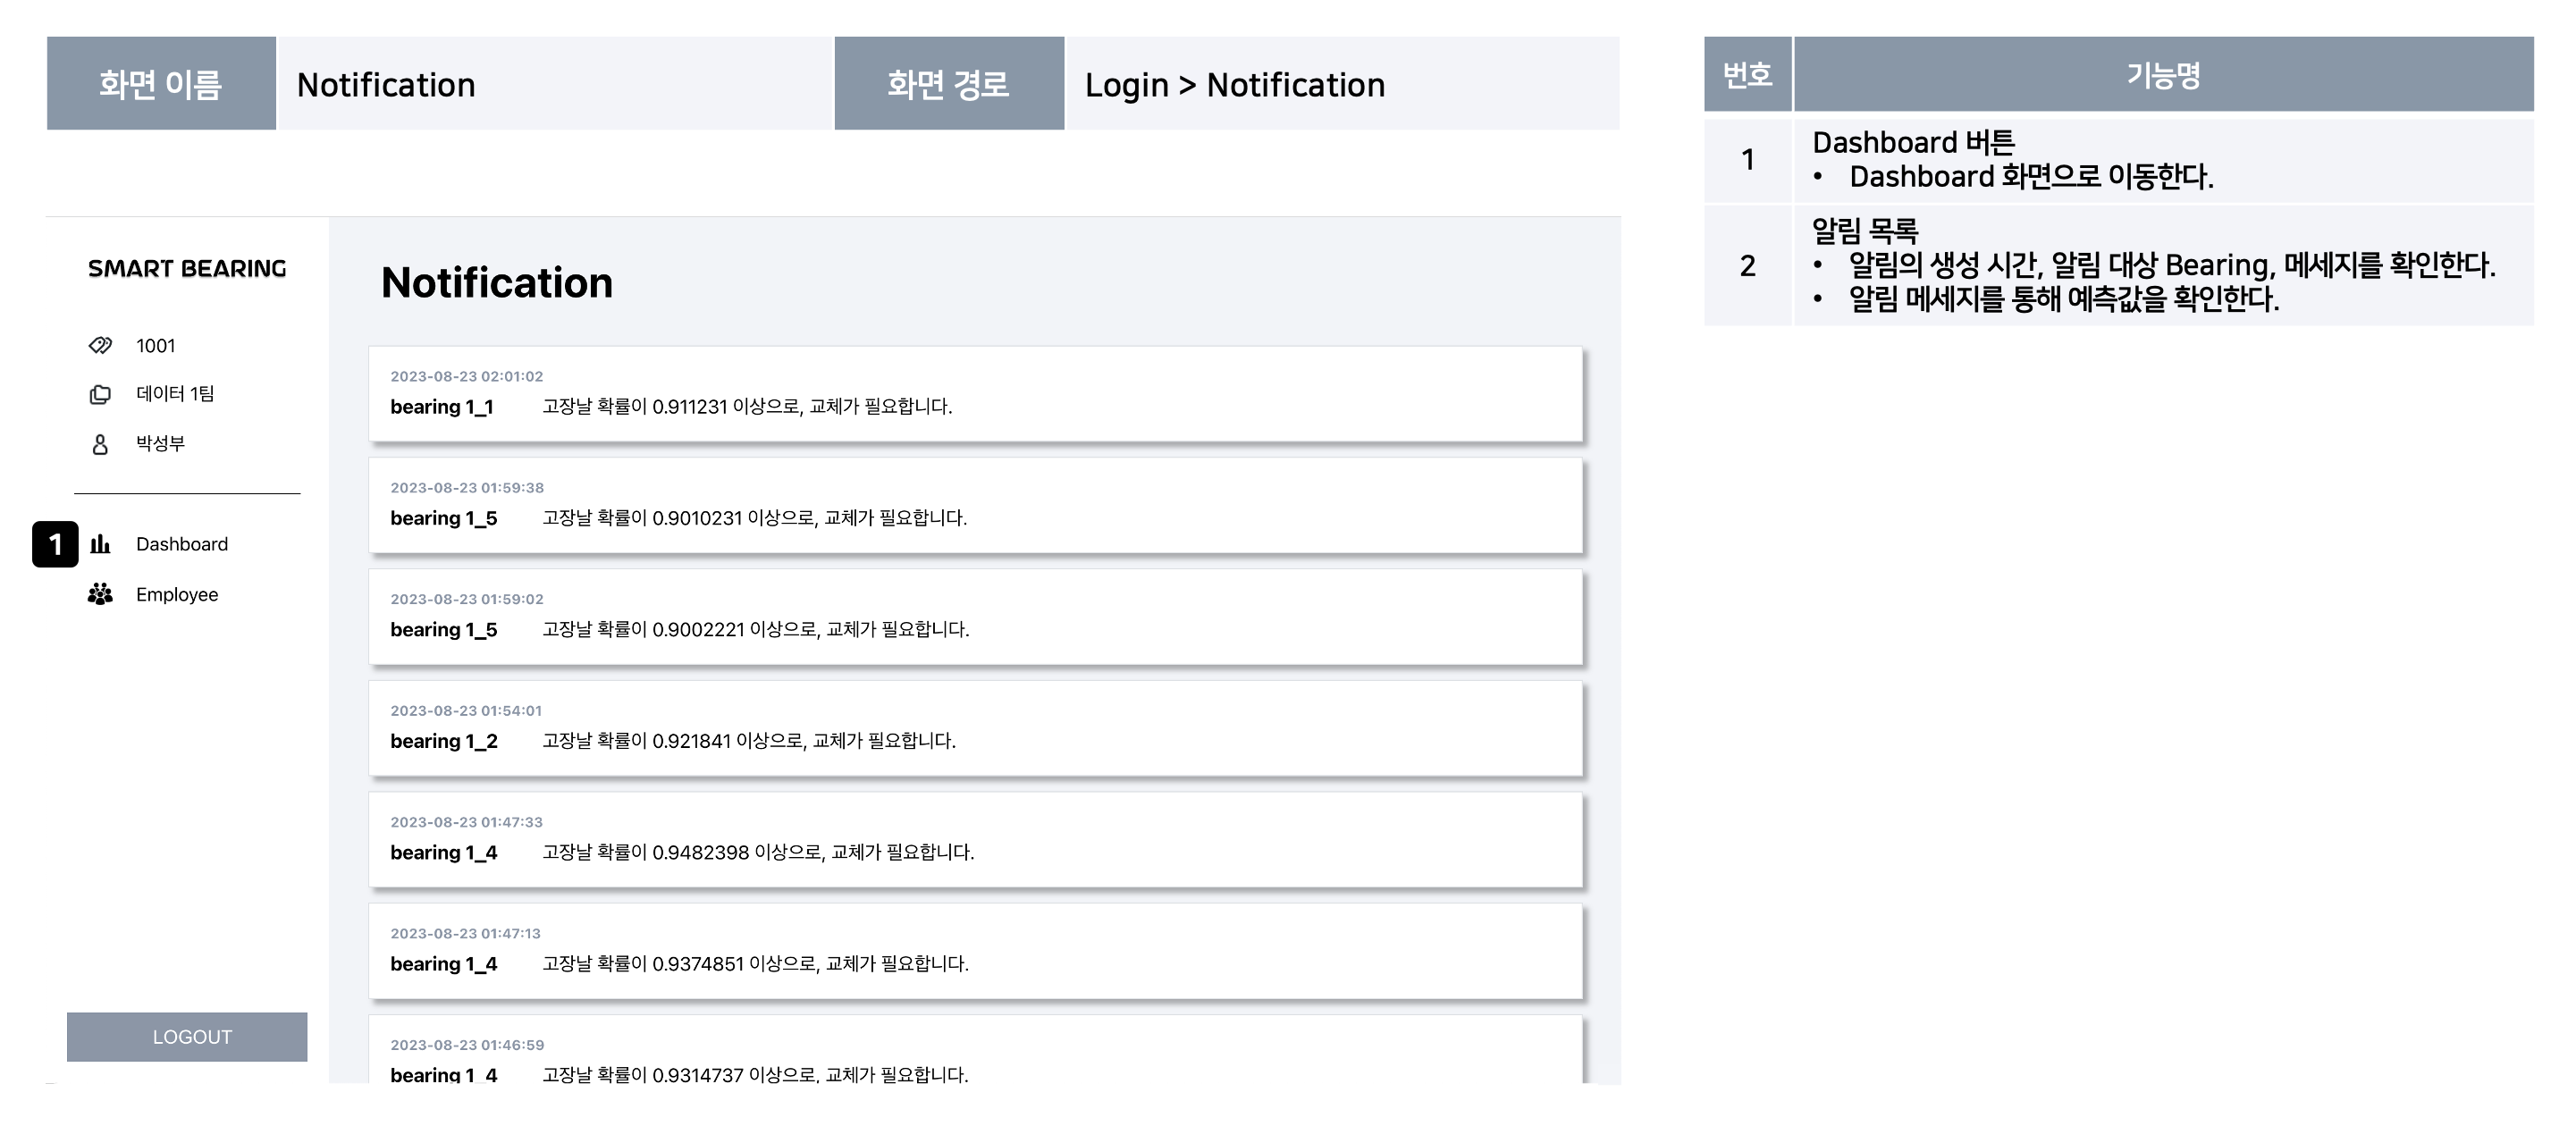 화면 이름
Notification
화면 경로
Login > Notification
SMART BEARING
1001
데이터 1팀
박성부
1
Dashboard
Employee
LOGOUT
Notification
2023-08-23 02:01:02
bearing 1_1 고장날 확률이 0.911231 이상으로, 교체가 필요합니다.
2023-08-23 01:59:38
bearing 1_5 고장날 확률이 0.9010231 이상으로, 교체가 필요합니다.
2023-08-23 01:59:02
bearing 1_5 고장날 확률이 0.9002221 이상으로, 교체가 필요합니다.
2023-08-23 01:54:01
bearing 1_2 고장날 확률이 0.921841 이상으로, 교체가 필요합니다.
2023-08-23 01:47:33
bearing 1_4 고장날 확률이 0.9482398 이상으로, 교체가 필요합니다.
2023-08-23 01:47:13
bearing 1_4 고장날 확률이 0.9374851 이상으로, 교체가 필요합니다.
2023-08-23 01:46:59
bearing 1_4 고장날 확률이 0.9314737 이상으로, 교체가 필요합니다.
번호 기능명
1
Dashboard 버튼
• Dashboard 화면으로 이동한다.
2
알림 목록
• 알림의 생성 시간, 알림 대상 Bearing, 메세지를 확인한다.
• 알림 메세지를 통해 예측값을 확인한다.